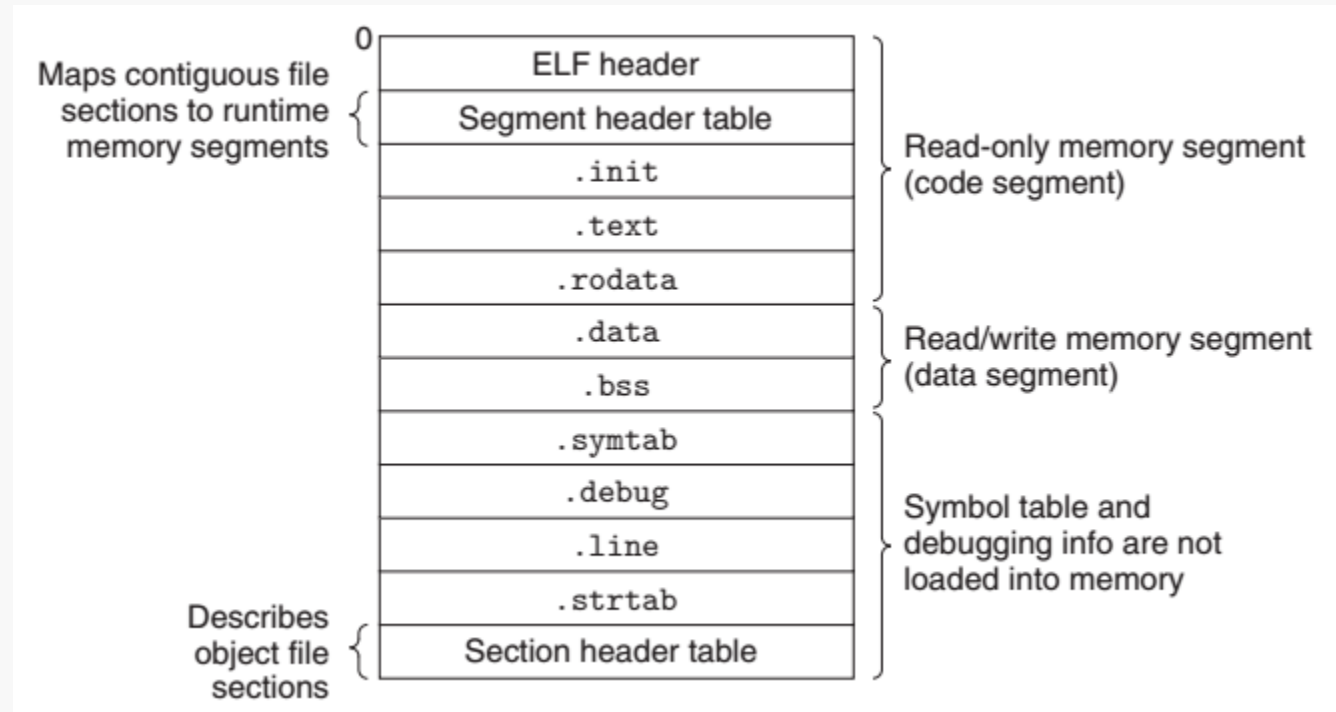 0
Maps contiguous file
sections to runtime
memory segments
ELF header
Segment header table
.init
.text
.rodata
Read-only memory segment
(code segment)
.data
.bss
Read/write memory segment
(data segment)
.symtab
.debug
.line
.strtab
Symbol table and
debugging info are not
loaded into memory
Describes
object file
sections
Section header table